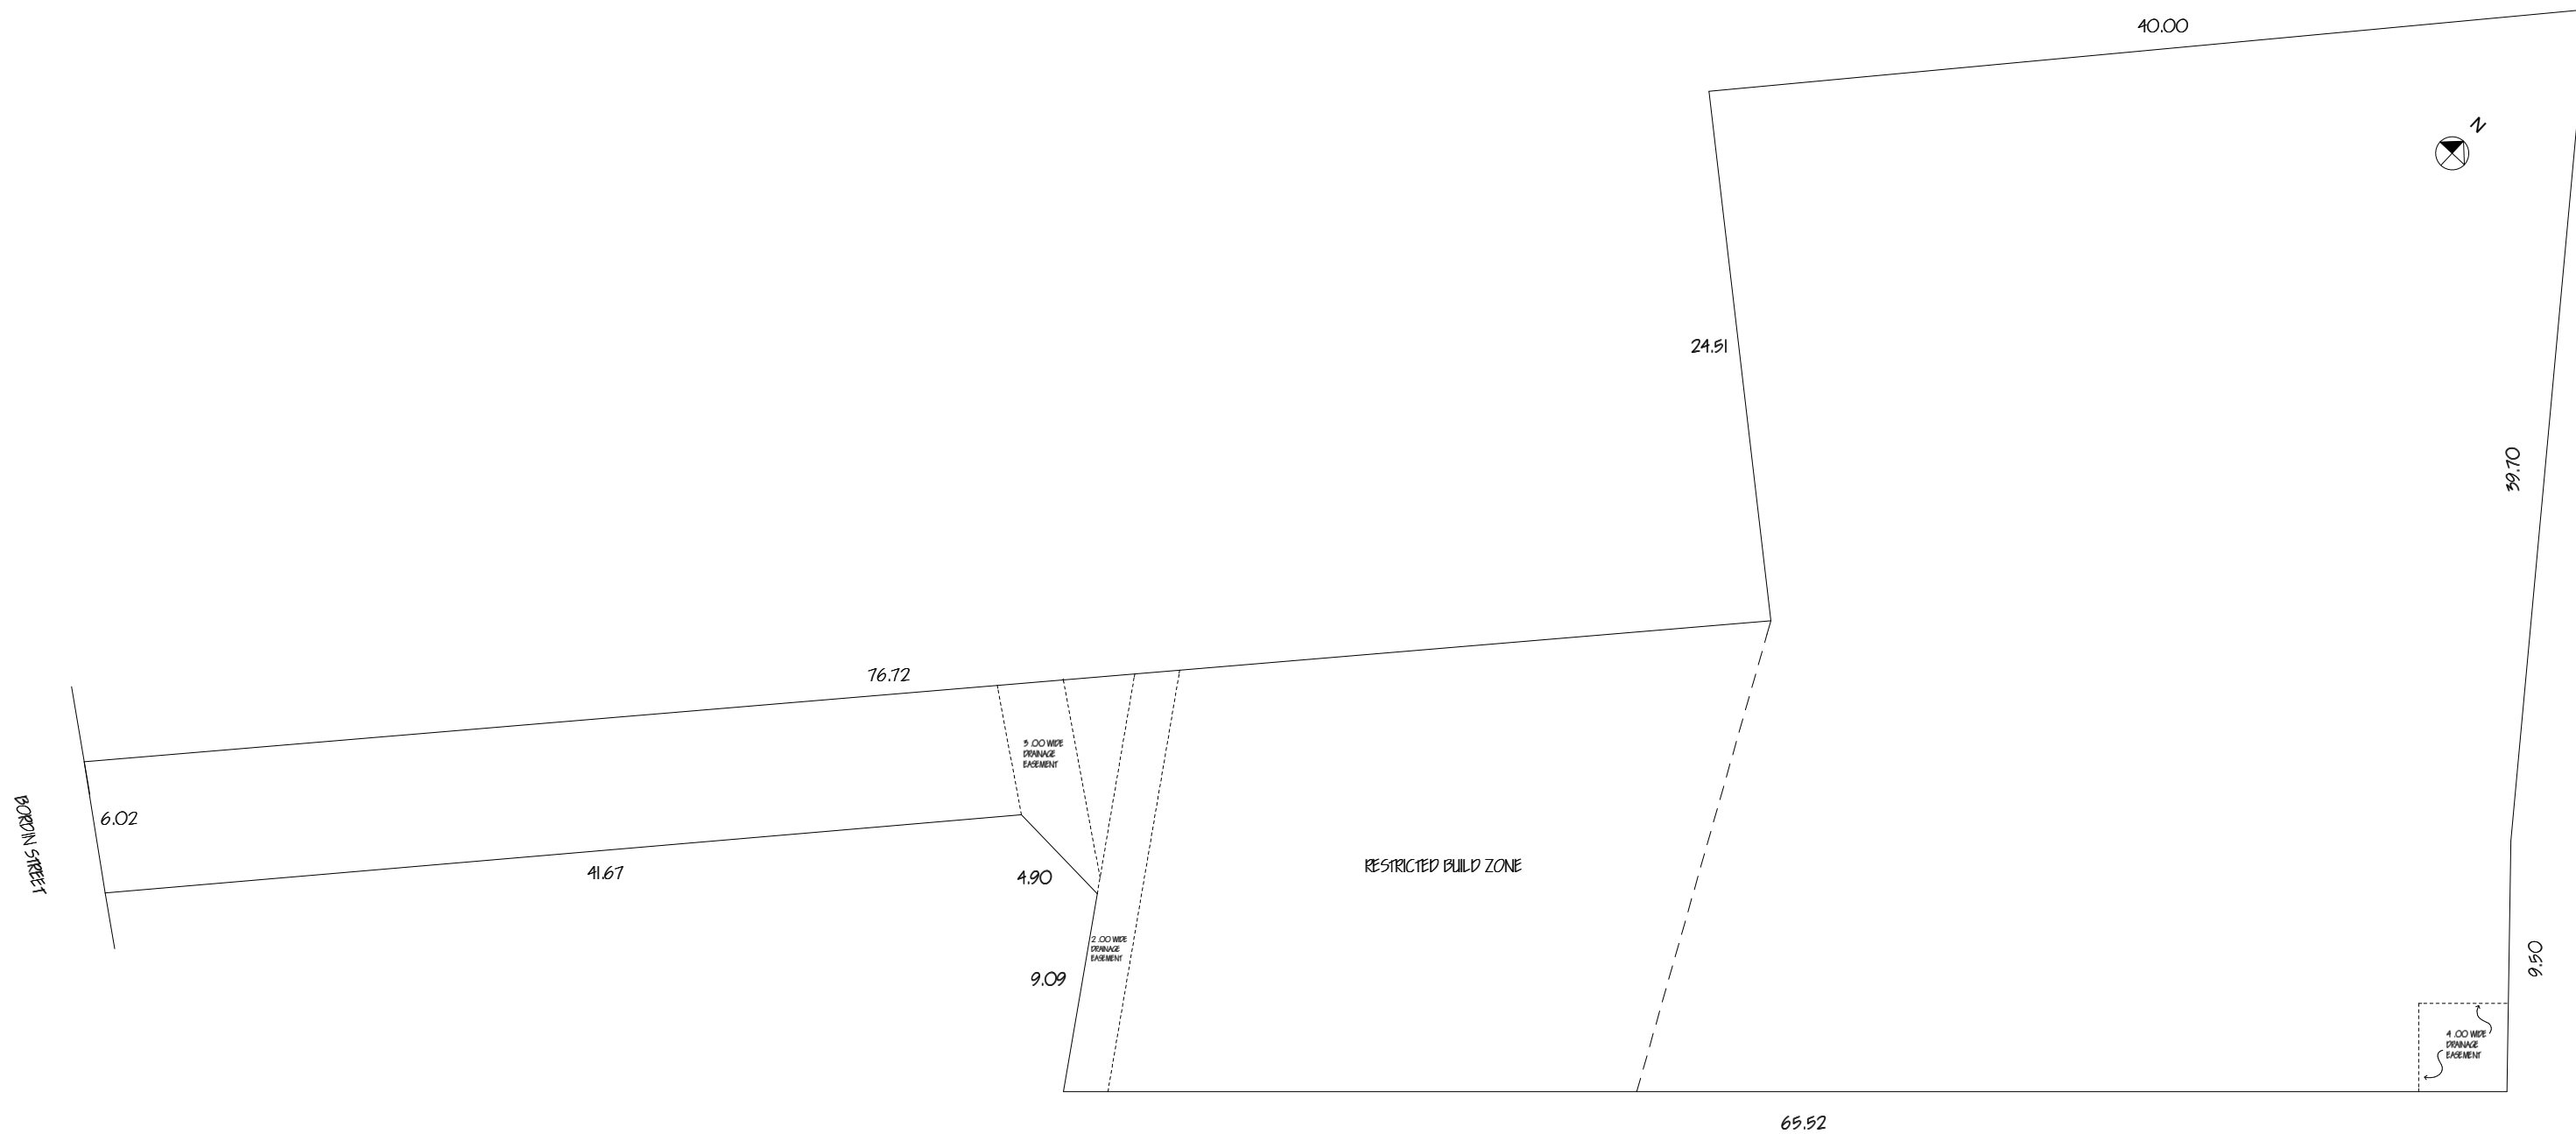 40.00
N
24.51
39.70
76.72
3.00 WIDE
DRAINAGE
EASEMENT
BORDIN STREET
6.02
41.67
4.90
RESTRICTED BUILD ZONE
2.00 WIDE
DRAINAGE
EASEMENT
9.09
9.50
4.00 WIDE
DRAINAGE
EASEMENT
65.52